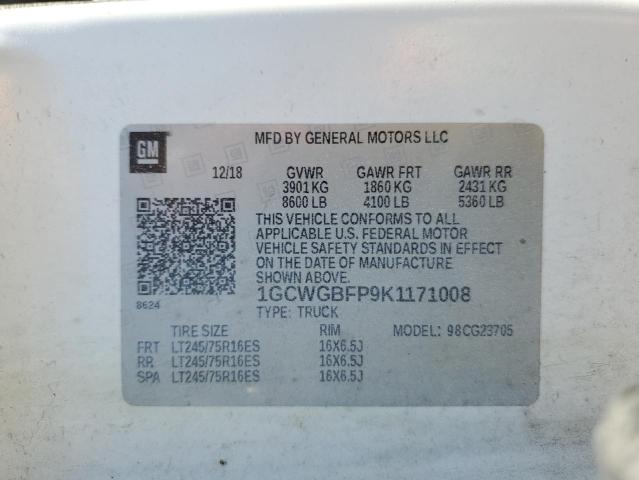 GM
MFD BY GENERAL MOTORS LLC
12/18 GVWR GAWR FRT GAWR RR
3901 KG 1860 KG 2431 KG
8600 LB 4100 LB 5360 LB
THIS VEHICLE CONFORMS TO ALL
APPLICABLE U.S. FEDERAL MOTOR
VEHICLE SAFETY STANDARDS IN EFFECT
ON THE DATE OF MANUFACTURE
SHOWN ABOVE.
8624
1GCWGBFP9K1171008
TYPE: TRUCK
TIRE SIZE RIM MODEL: 98CG23705
FRT LT245/75R16ES 16X6.5J
RR LT245/75R16ES 16X6.5J
SPA LT245/75R16ES 16X6.5J